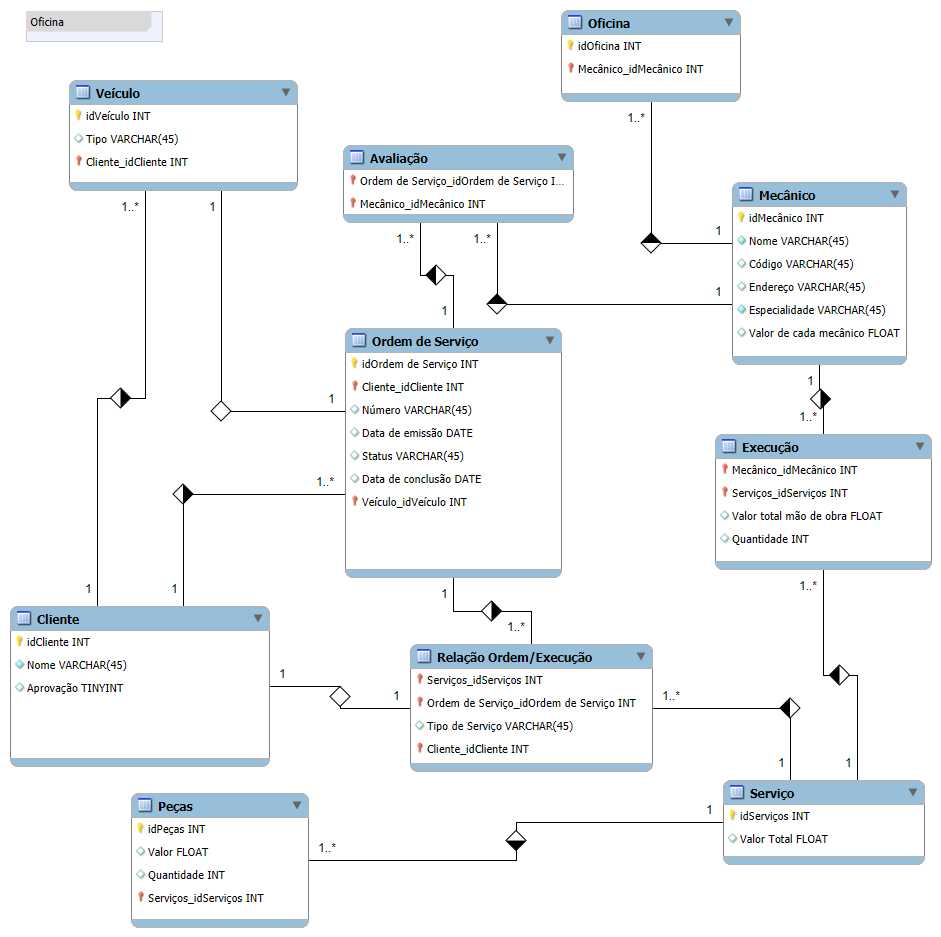 Oficina
Oficina
idOficina INT
Mecânico_idMecânico INT
1..*
Veículo
idVeículo INT
Tipo VARCHAR(45)
Cliente_idCliente INT
1..*
1
Avaliação
Ordem de Serviço_idOrdem de Serviço I...
Mecânico_idMecânico INT
1..*
1..*
1
Mecânico
idMecânico INT
Nome VARCHAR(45)
Código VARCHAR(45)
Endereço VARCHAR(45)
Especialidade VARCHAR(45)
Valor de cada mecânico FLOAT
1
1
1
1..*
Ordem de Serviço
idOrdem de Serviço INT
Cliente_idCliente INT
Número VARCHAR(45)
Data de emissão DATE
Status VARCHAR(45)
Data de conclusão DATE
Veículo_idVeículo INT
1
1..*
1
1..*
Execução
Mecânico_idMecânico INT
Serviços_idServiços INT
Valor total mão de obra FLOAT
Quantidade INT
1..*
1
1
Cliente
idCliente INT
Nome VARCHAR(45)
Aprovação TINYINT
1
1
Relação Ordem/Execução
Serviços_idServiços INT
Ordem de Serviço_idOrdem de Serviço INT
Tipo de Serviço VARCHAR(45)
Cliente_idCliente INT
1..*
1
1
Peças
idPeças INT
Valor FLOAT
Quantidade INT
Serviços_idServiços INT
1..*
1
Serviço
idServiços INT
Valor Total FLOAT